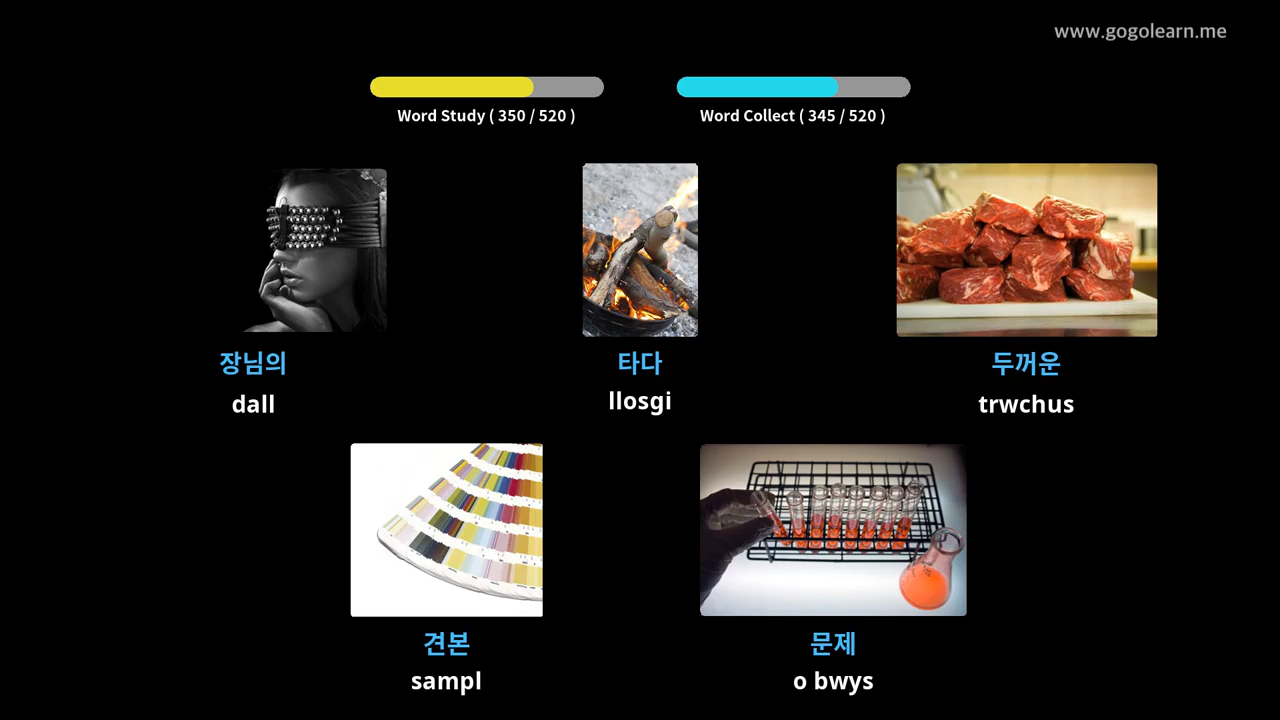 www.gogolearn.me
Word Study ( 350 / 520 )
Word Collect ( 345 / 520 )
장님의
타다
두꺼운
dall
llosgi
trwchus
견본
문제
sampl
o bwys